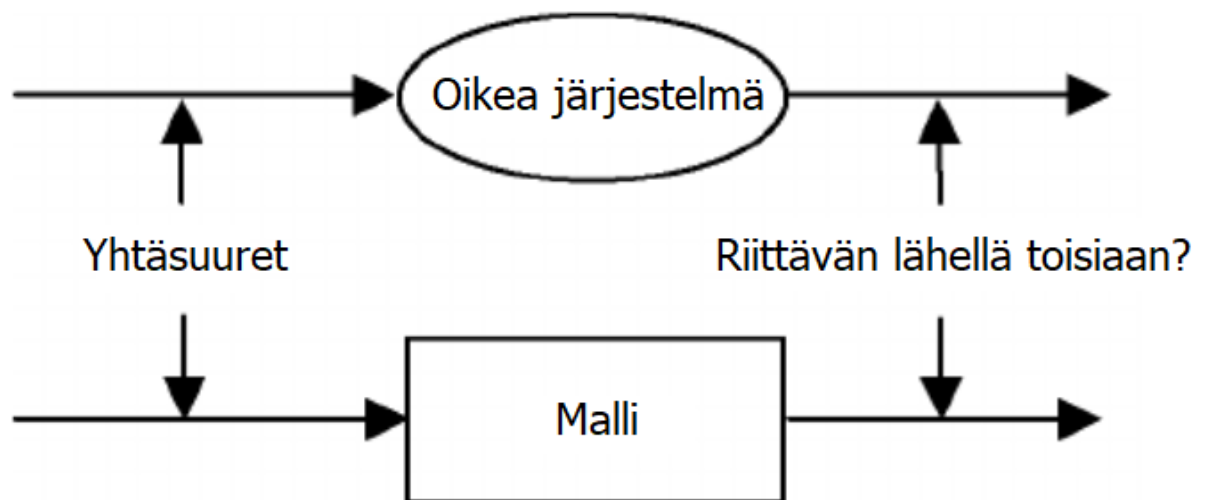 Oikea järjestelmä
Yhtäsuuret
Riittävän lähellä toisiaan?
Malli